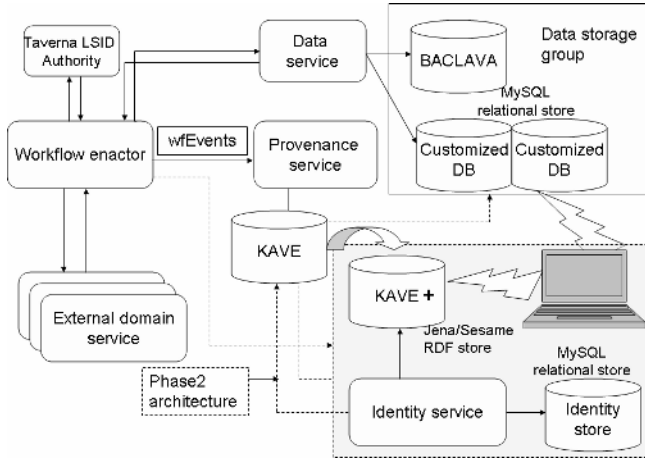 Taverna LSID
Authority
Data
service
BACLAVA
Data storage
group
MySQL
relational store
Customized
DB
Customized
DB
Workflow enactor
wfEvents
Provenance
service
KAVE
KAVE +
Jena/Sesame
RDF store
External domain
service
Phase2
architecture
Identity service
MySQL
relational store
Identity
store